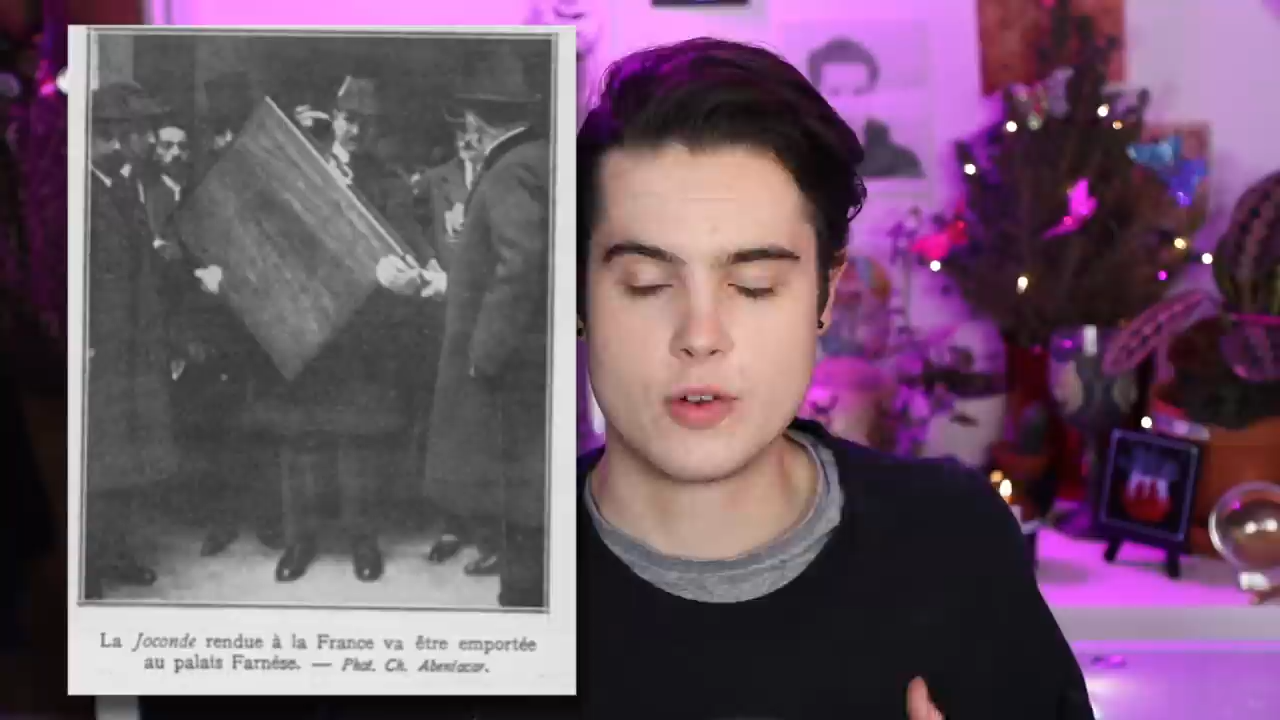 La Joconde rendue à la France va être emportée
au palais Farnèse. — Phot. Ch. Abeniacar.